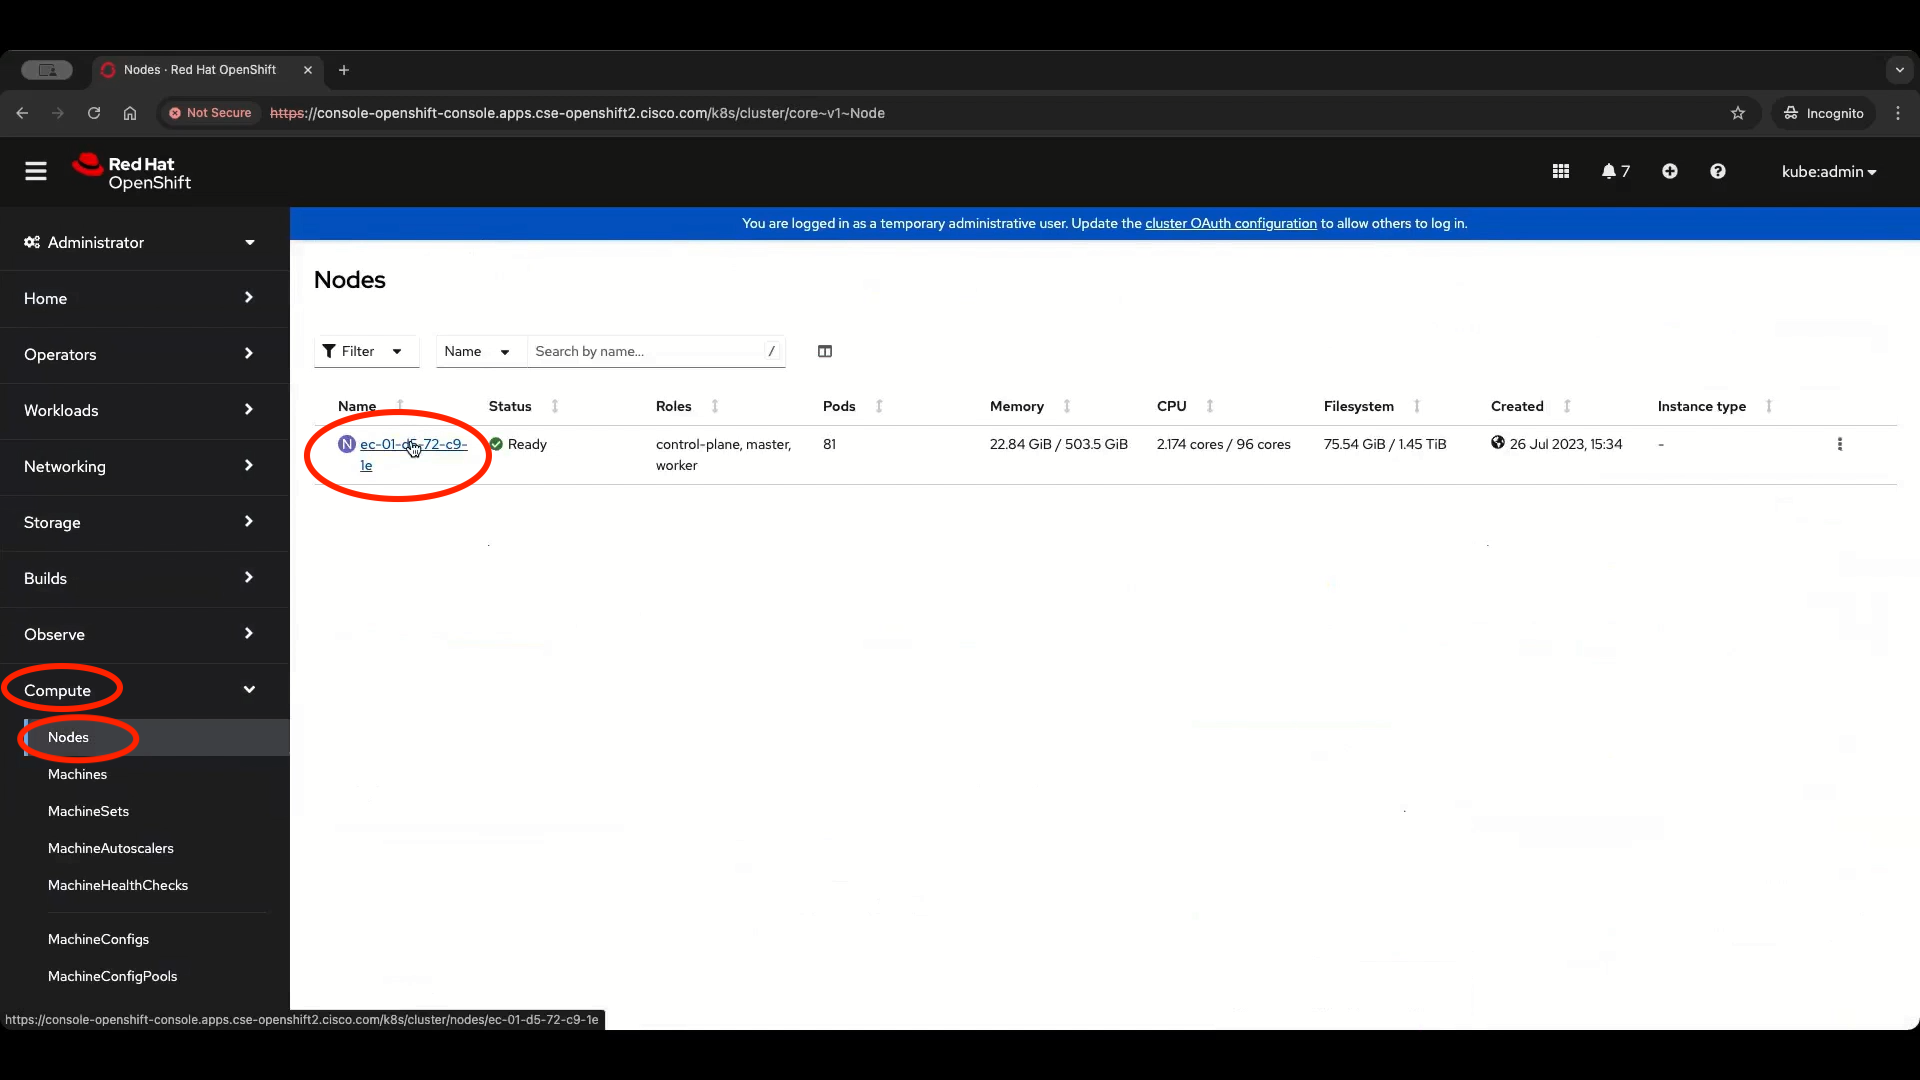 Nodes · Red Hat OpenShift
Not Secure https://console-openshift-console.apps.cse-openshift2.cisco.com/k8s/cluster/core~v1~Node
Incognito
Red Hat
OpenShift
7
kube:admin
You are logged in as a temporary administrative user. Update the cluster OAuth configuration to allow others to log in.
Administrator
Home
Operators
Workloads
Networking
Storage
Builds
Observe
Compute
Nodes
Machines
MachineSets
MachineAutoscalers
MachineHealthChecks
MachineConfigs
MachineConfigPools
Nodes
Filter Name Search by name... /
Name Status Roles Pods Memory CPU Filesystem Created Instance type
N ec-01-d5-72-c9- Ready control-plane, master, 81 22.84 GiB / 503.5 GiB 2.174 cores / 96 cores 75.54 GiB / 1.45 TiB 26 Jul 2023, 15:34 -
1e worker
https://console-openshift-console.apps.cse-openshift2.cisco.com/k8s/cluster/nodes/ec-01-d5-72-c9-1e